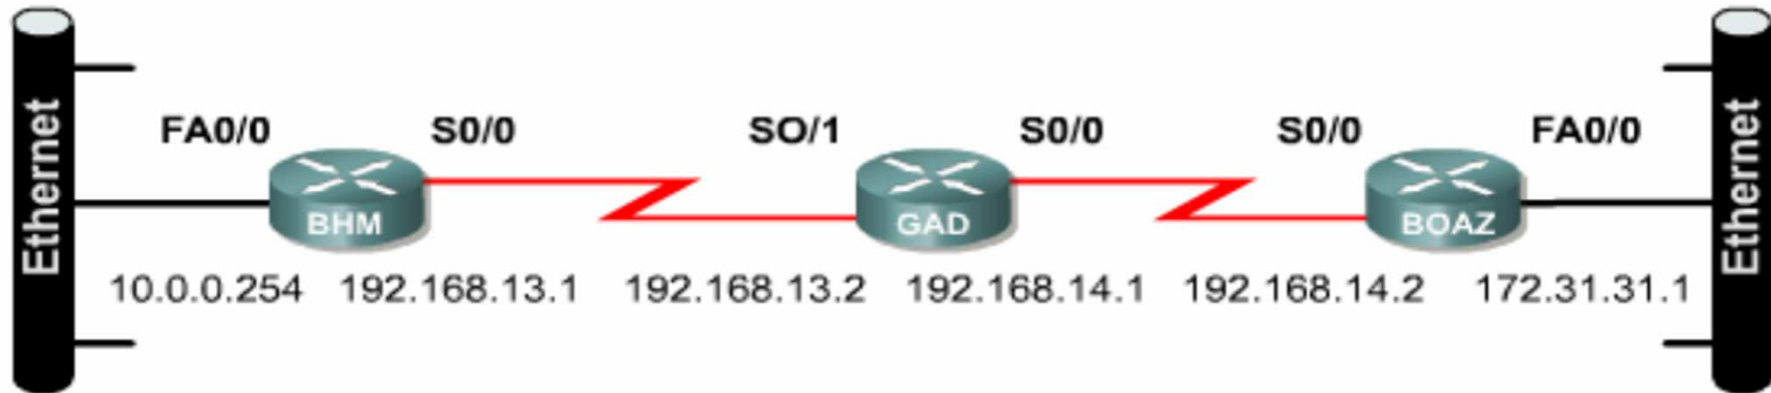 Ethernet
FA0/0 S0/0 SO/1 S0/0 S0/0 FA0/0
BHM GAD BOAZ
10.0.0.254 192.168.13.1 192.168.13.2 192.168.14.1 192.168.14.2 172.31.31.1
Ethernet